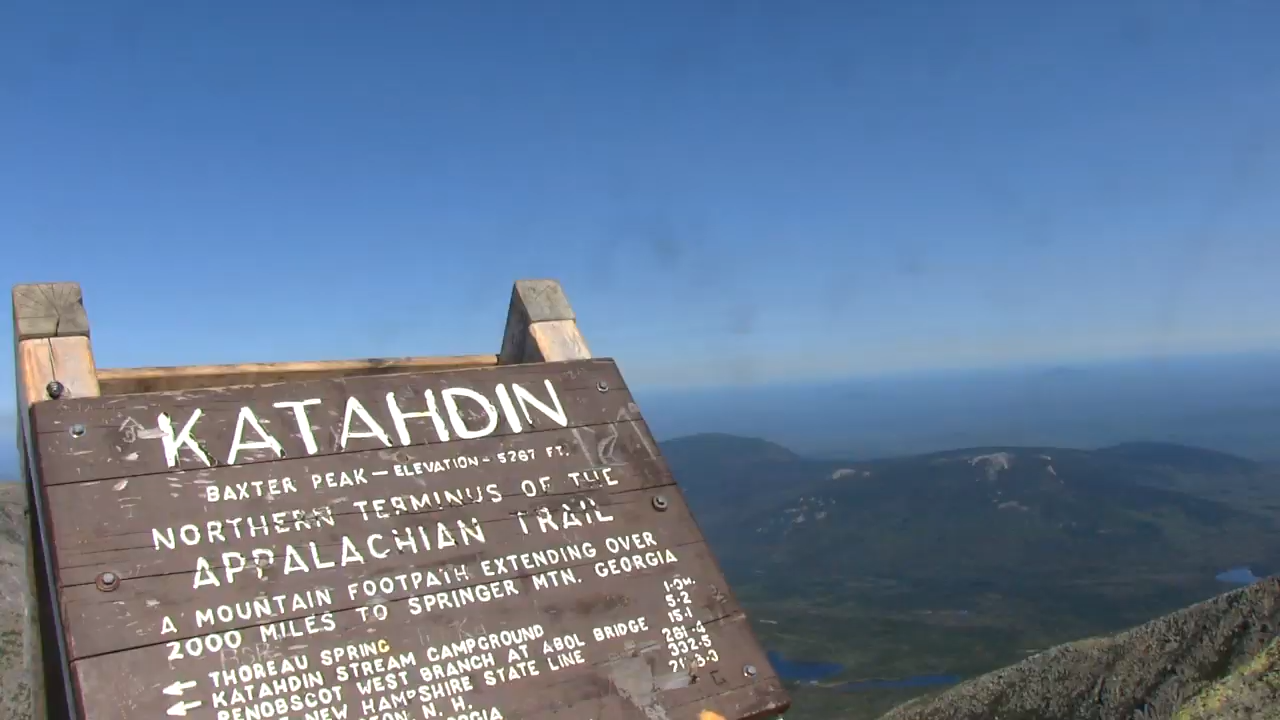 KATAHDIN
BAXTER PEAK — ELEVATION - 5267 FT.
NORTHERN TERMINUS OF THE
APPALACHIAN TRAIL
A MOUNTAIN FOOTPATH EXTENDING OVER
2000 MILES TO SPRINGER MTN. GEORGIA
THOREAU SPRING 1.0M.
KATAHDIN STREAM CAMPGROUND 5.2
PENOBSCOT WEST BRANCH AT ABOL BRIDGE 15.1
NEW HAMPSHIRE STATE LINE 281.4
N. H. 332.5